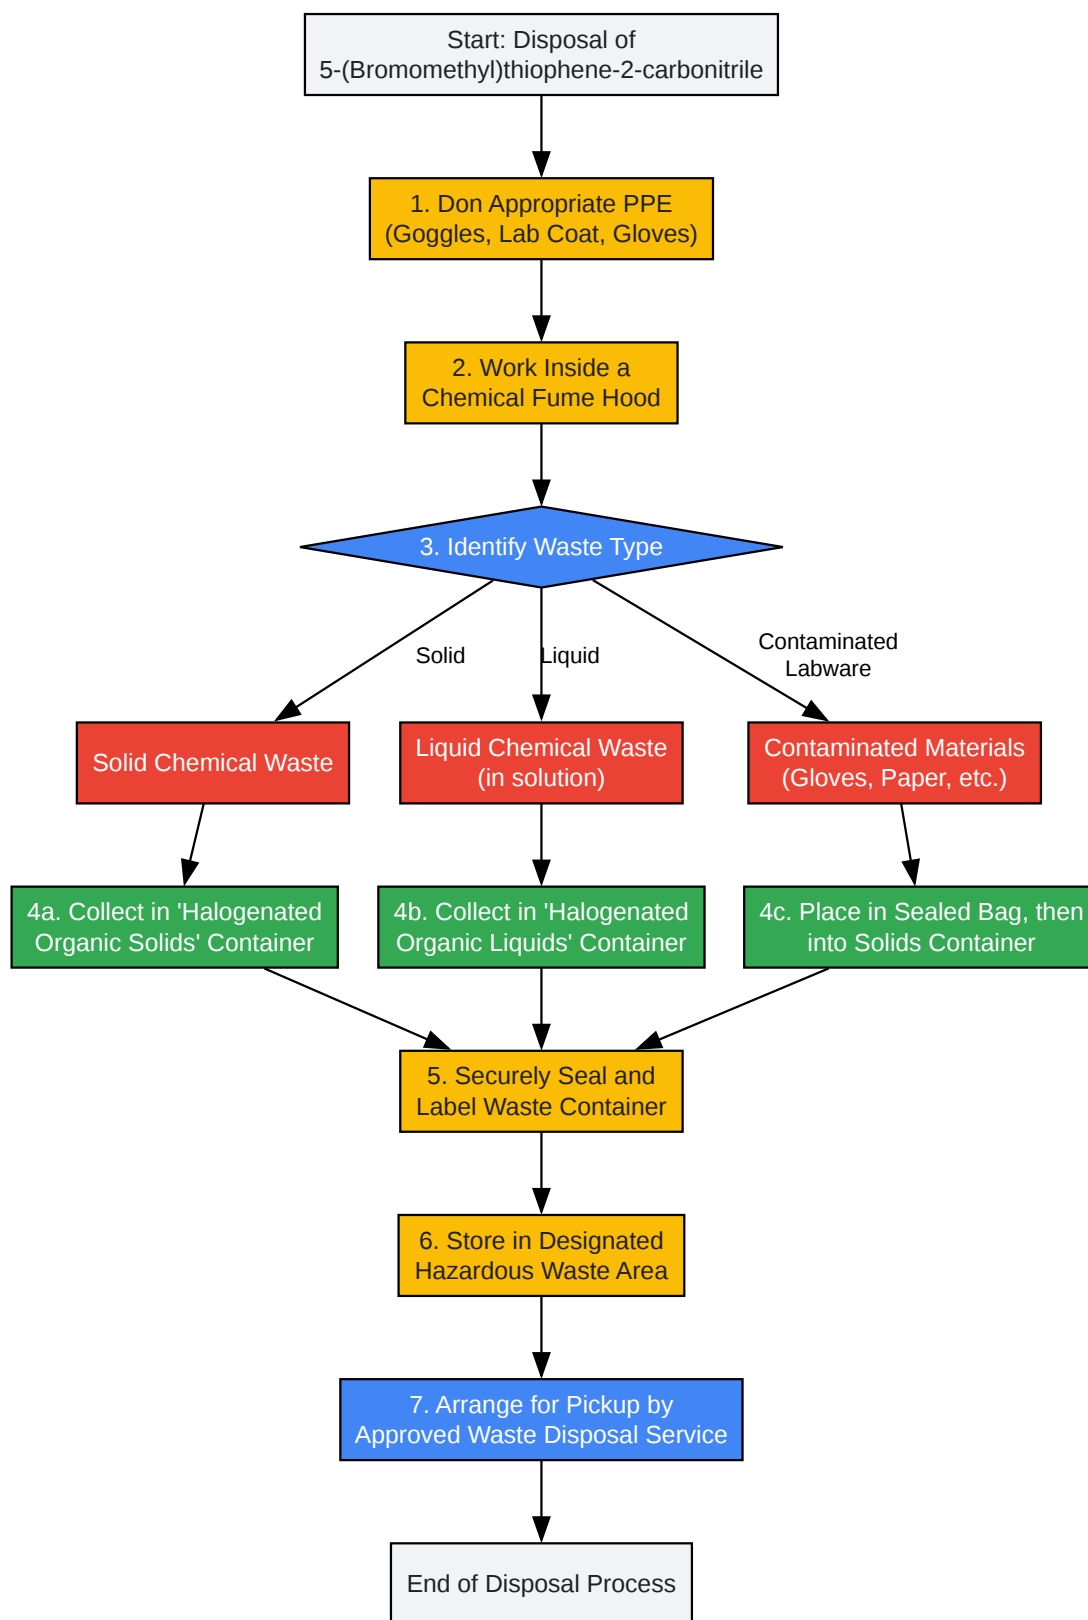 Start: Disposal of
5-(Bromomethyl)thiophene-2-carbonitrile
1. Don Appropriate PPE
(Goggles, Lab Coat, Gloves)
2. Work Inside a
Chemical Fume Hood
3. Identify Waste Type
Solid
Liquid
Contaminated
Labware
Solid Chemical Waste
Liquid Chemical Waste
(in solution)
Contaminated Materials
(Gloves, Paper, etc.)
4a. Collect in 'Halogenated
Organic Solids' Container
4b. Collect in 'Halogenated
Organic Liquids' Container
4c. Place in Sealed Bag, then
into Solids Container
5. Securely Seal and
Label Waste Container
6. Store in Designated
Hazardous Waste Area
7. Arrange for Pickup by
Approved Waste Disposal Service
End of Disposal Process